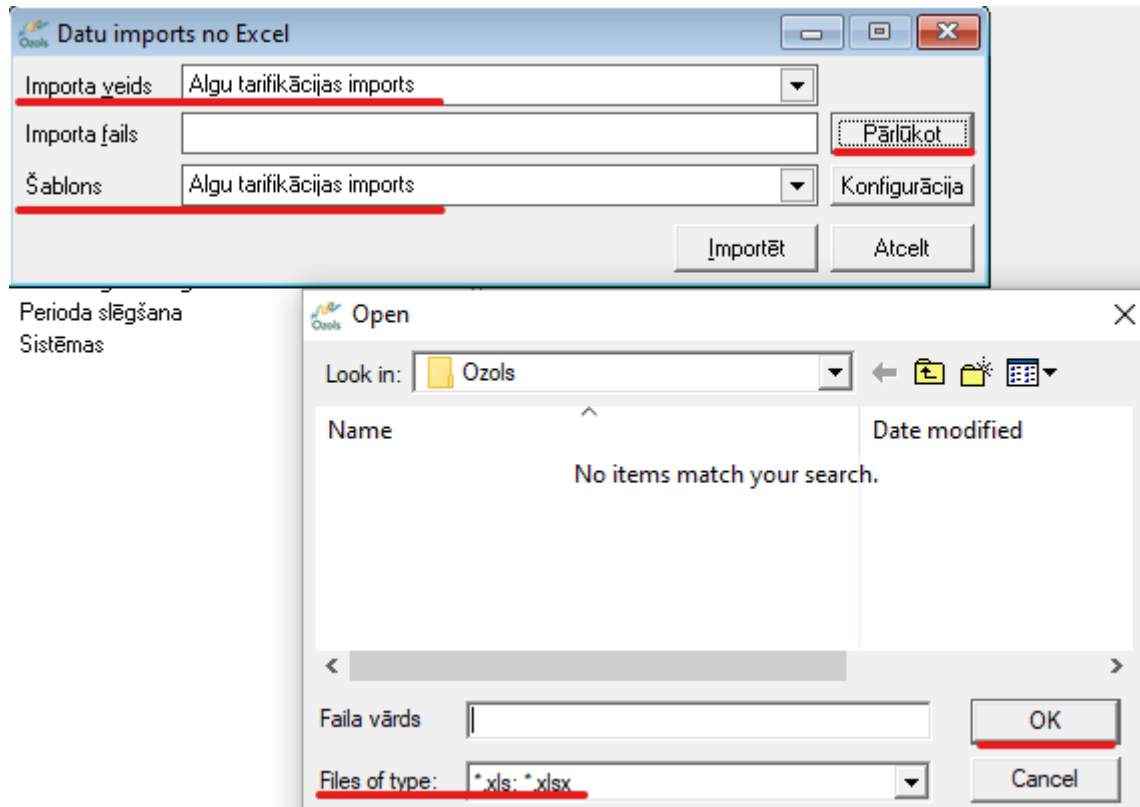 Datu imports no Excel
Importa veids Algu tarifikācijas imports
Importa fails Pārlūkot
Šablons Algu tarifikācijas imports Konfigurācija
Importēt Atcelt
Perioda slēgšana
Sistēmas
Ozols Open
Look in: Ozols
Name Date modified
No items match your search.
Faila vārds OK
Files of type: *.xls; *.xlsx Cancel